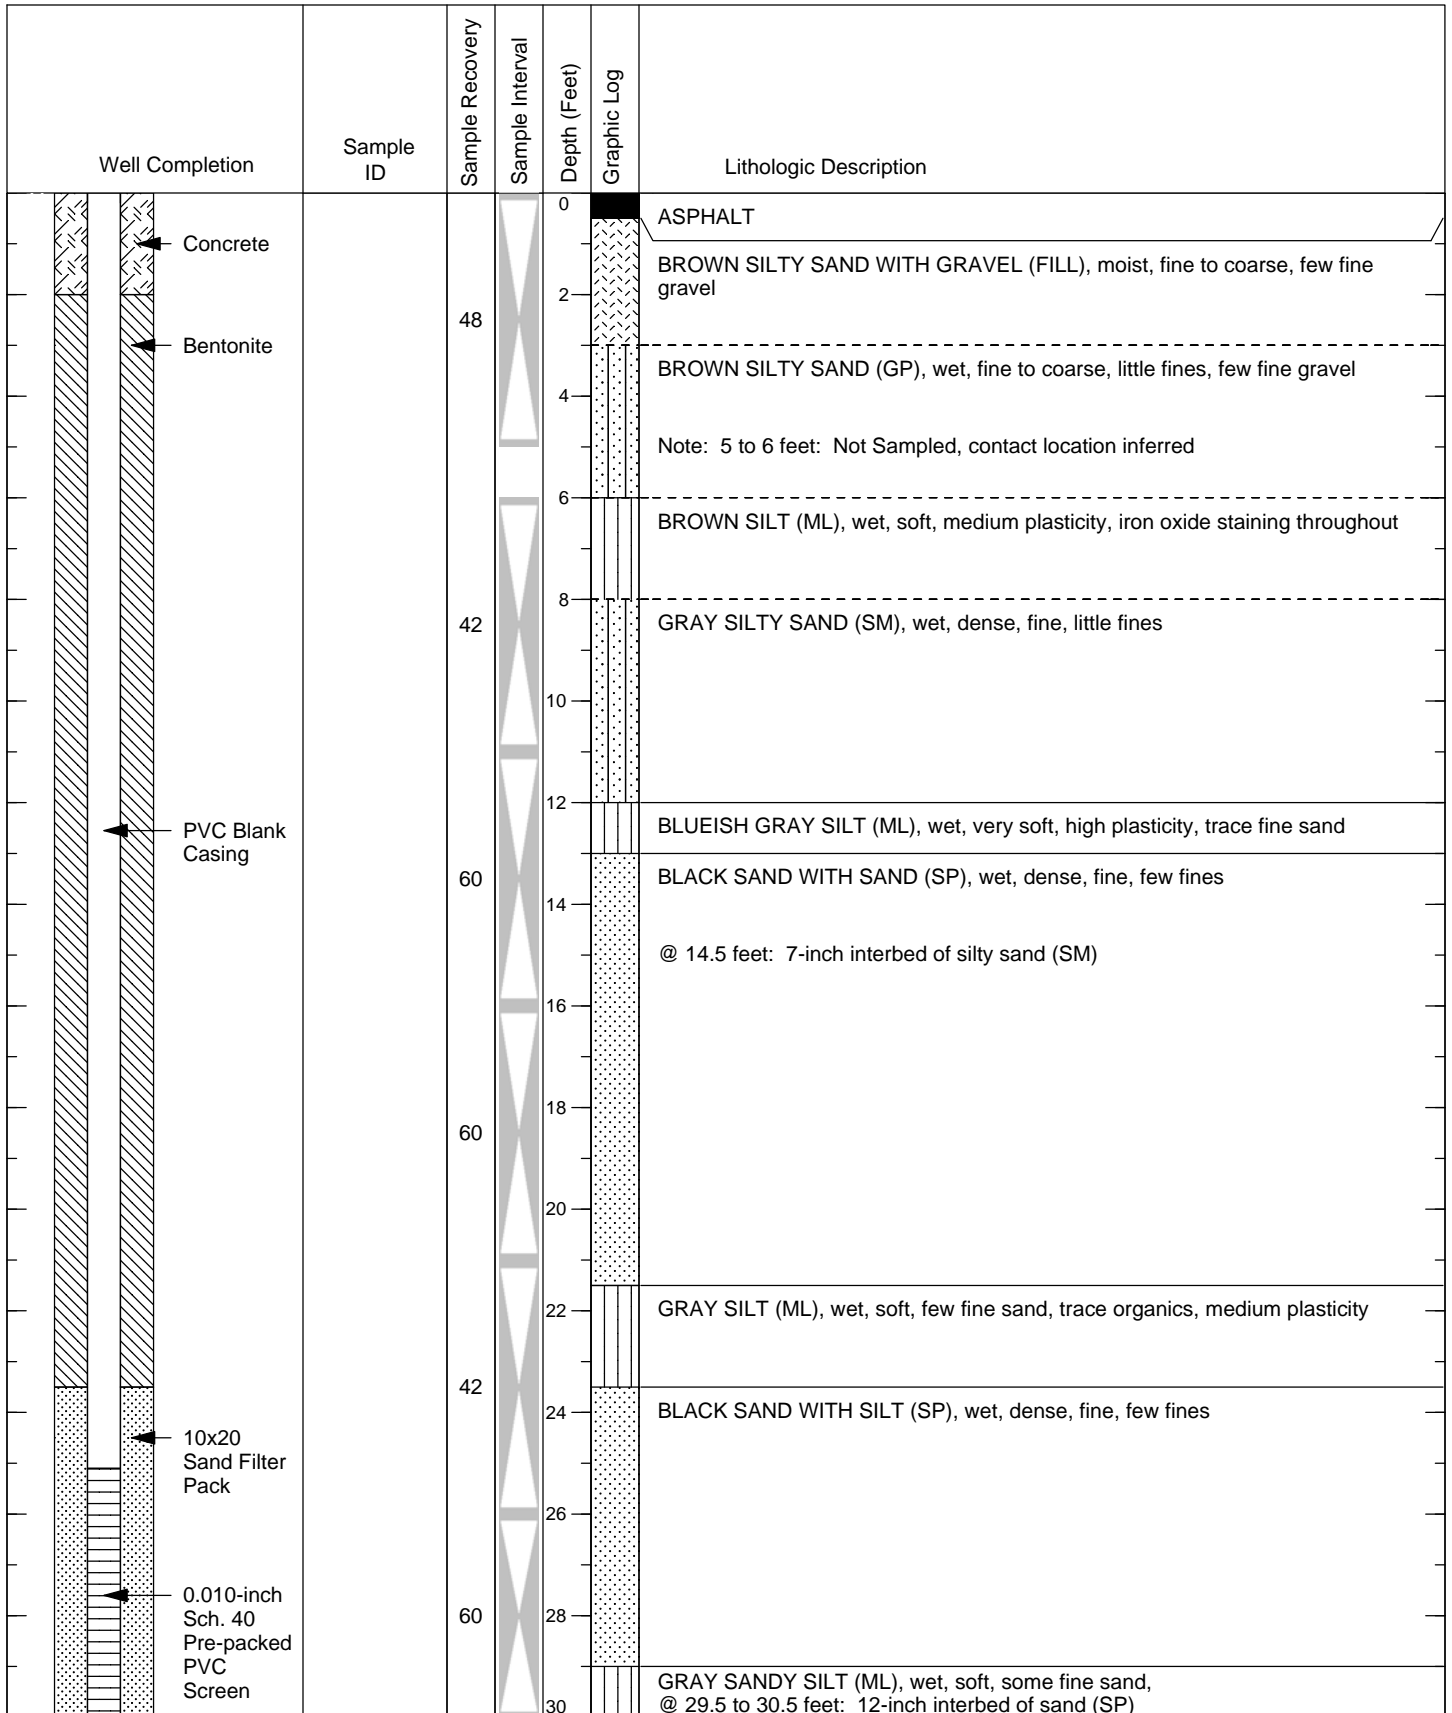 Well Completion
Sample
ID
Sample Recovery
Sample Interval
Depth (Feet)
Graphic Log
Lithologic Description
0
ASPHALT
Concrete
BROWN SILTY SAND WITH GRAVEL (FILL), moist, fine to coarse, few fine
gravel
2
48
Bentonite
BROWN SILTY SAND (GP), wet, fine to coarse, little fines, few fine gravel
4
Note: 5 to 6 feet: Not Sampled, contact location inferred
6
BROWN SILT (ML), wet, soft, medium plasticity, iron oxide staining throughout
8
42
GRAY SILTY SAND (SM), wet, dense, fine, little fines
10
12
PVC Blank
Casing
BLUEISH GRAY SILT (ML), wet, very soft, high plasticity, trace fine sand
60
BLACK SAND WITH SAND (SP), wet, dense, fine, few fines
14
@ 14.5 feet: 7-inch interbed of silty sand (SM)
16
18
60
20
22
GRAY SILT (ML), wet, soft, few fine sand, trace organics, medium plasticity
42
24
BLACK SAND WITH SILT (SP), wet, dense, fine, few fines
10x20
Sand Filter
Pack
26
0.010-inch
Sch. 40
Pre-packed
PVC
Screen
60
28
GRAY SANDY SILT (ML), wet, soft, some fine sand,
30
@ 29.5 to 30.5 feet: 12-inch interbed of sand (SP)